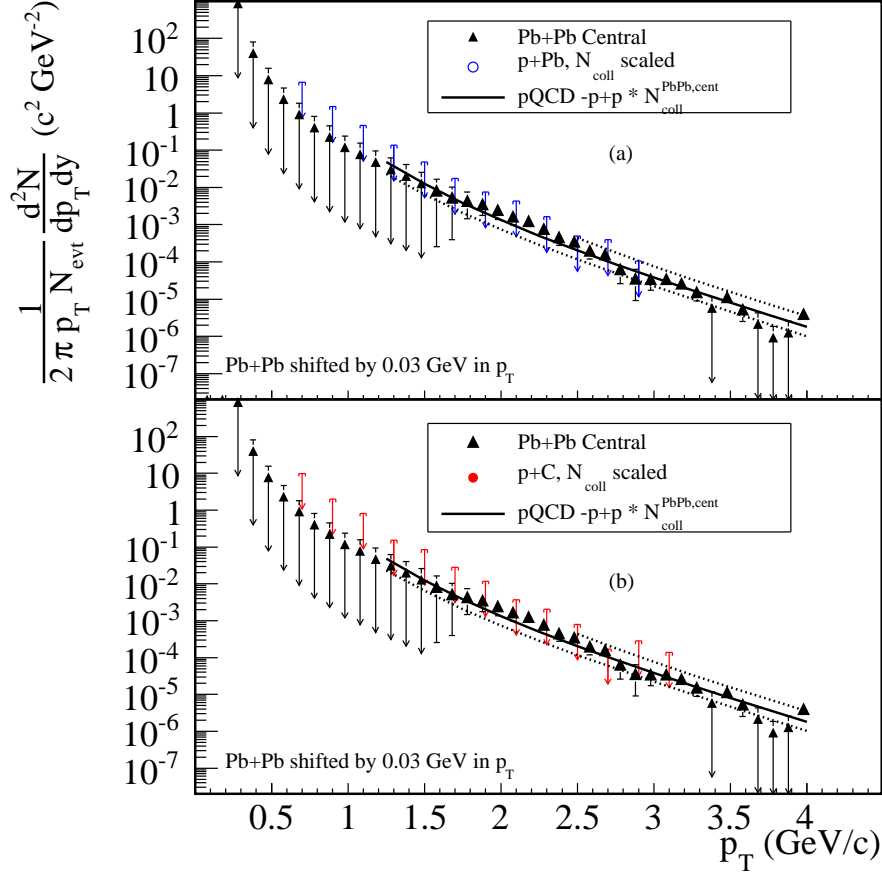 1 / 2 π p_T N_evt d²N / dp_T dy (c² GeV⁻²)
10²
10
1
10⁻¹
10⁻²
10⁻³
10⁻⁴
10⁻⁵
10⁻⁶
10⁻⁷
Pb+Pb Central
p+Pb, N_coll scaled
pQCD -p+p * N_coll^PbPb,cent
(a)
Pb+Pb shifted by 0.03 GeV in p_T
10²
10
1
10⁻¹
10⁻²
10⁻³
10⁻⁴
10⁻⁵
10⁻⁶
10⁻⁷
Pb+Pb Central
p+C, N_coll scaled
pQCD -p+p * N_coll^PbPb,cent
(b)
Pb+Pb shifted by 0.03 GeV in p_T
0.5 1 1.5 2 2.5 3 3.5 4
p_T (GeV/c)